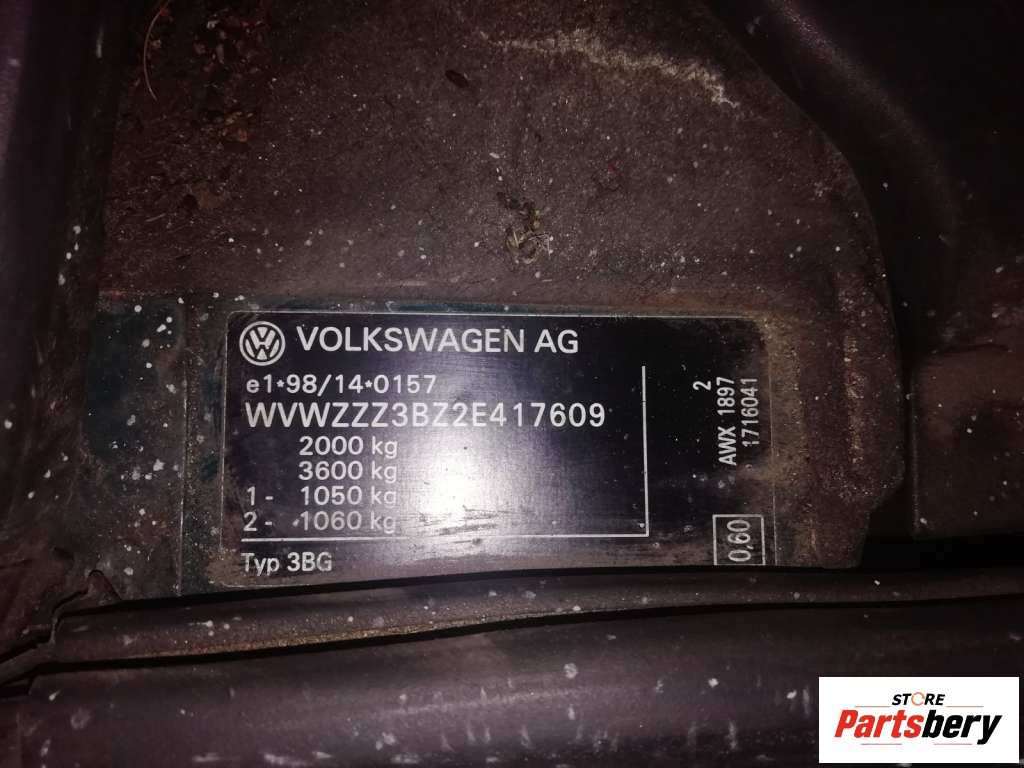 VOLKSWAGEN AG
e1*98/14*0157
WVWZZZ3BZ2E417609
2000 kg
3600 kg
1- 1050 kg
2- 1060 kg
Typ 3BG
2
AWX 1897
1716041
0,60
STORE
Partsbery